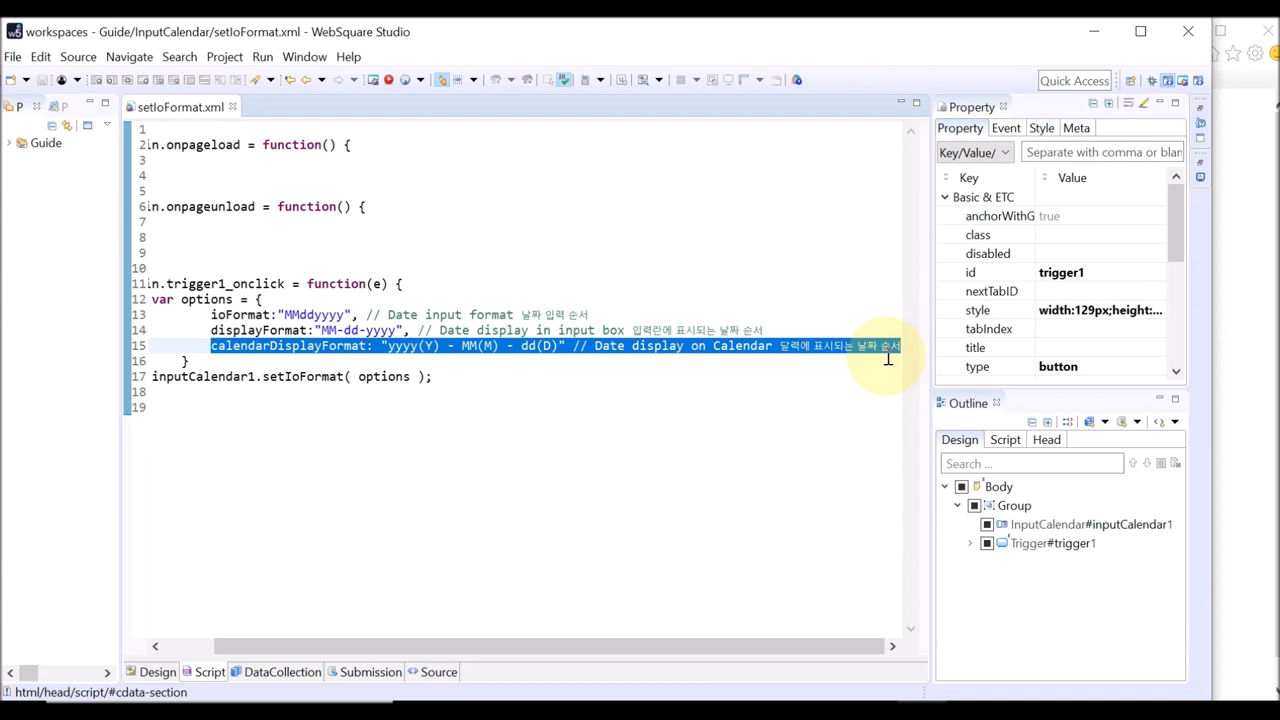 workspaces - Guide/InputCalendar/setIoFormat.xml - WebSquare Studio
File Edit Source Navigate Search Project Run Window Help
Quick Access
P
P
setIoFormat.xml
Guide
1
2 in.onpageload = function() {
3
4
5
6 in.onpageunload = function() {
7
8
9
10
11 in.trigger1_onclick = function(e) {
12 var options = {
13 ioFormat:"MMddyyyy", // Date input format 날짜 입력 순서
14 displayFormat:"MM-dd-yyyy", // Date display in input box 입력란에 표시되는 날짜 순서
15 calendarDisplayFormat: "yyyy(Y) - MM(M) - dd(D)" // Date display on Calendar 달력에 표시되는 날짜 순서
16 }
17 inputCalendar1.setIoFormat( options );
18
19
Design Script DataCollection Submission Source
html/head/script/#cdata-section
Property
Property Event Style Meta
Key/Value/ Separate with comma or blan
Key Value
Basic & ETC
anchorWithG true
class
disabled
id trigger1
nextTabID
style width:129px;height:...
tabIndex
title
type button
Outline
Design Script Head
Search ...
Body
Group
InputCalendar#inputCalendar1
Trigger#trigger1